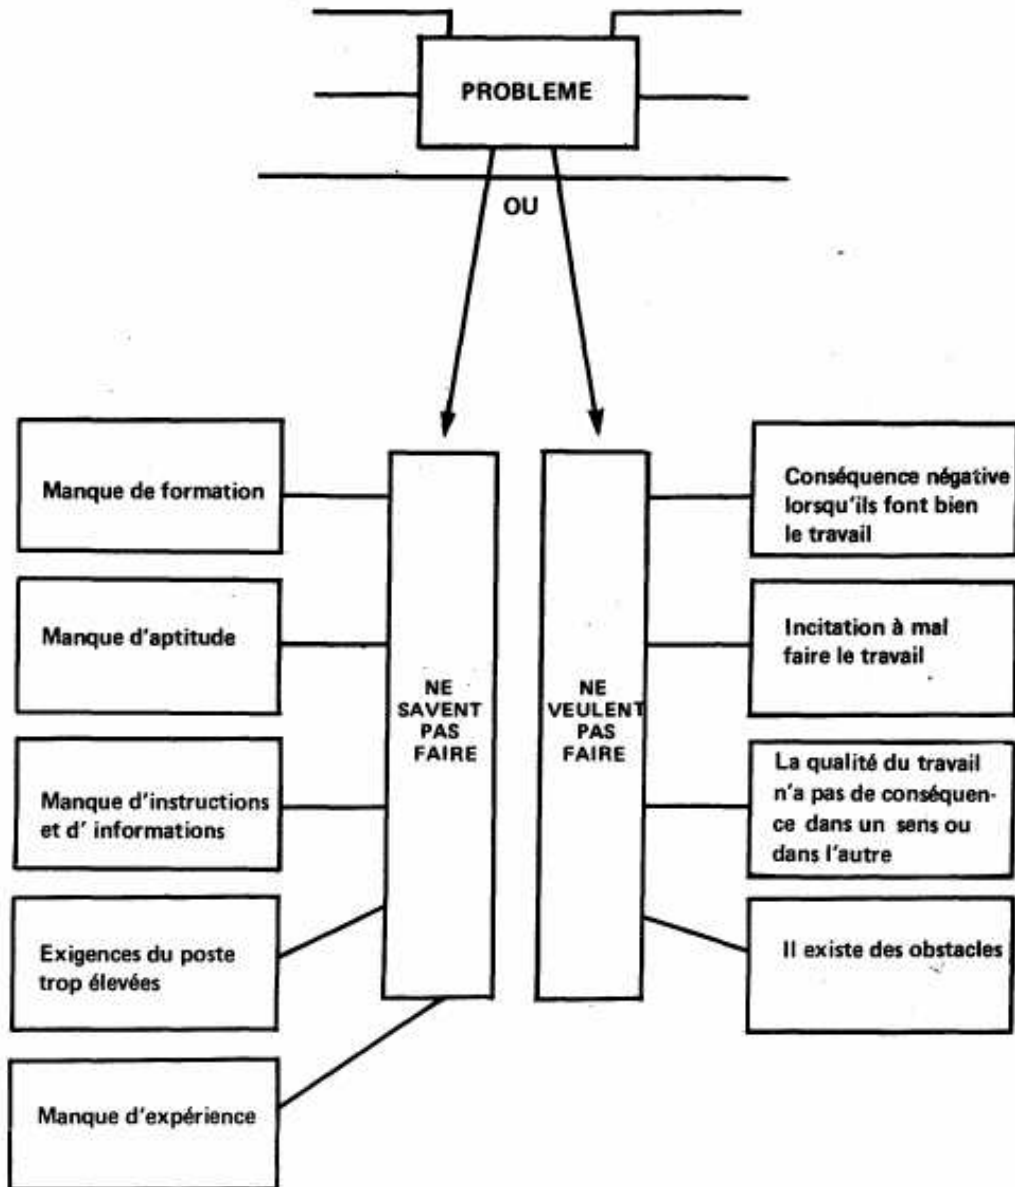 PROBLEME
OU
Manque de formation
Manque d'aptitude
Manque d'instructions
et d' informations
Exigences du poste
trop élevées
Manque d'expérience
NE
SAVENT
PAS
FAIRE
NE
VEULENT
PAS
FAIRE
Conséquence négative
lorsqu'ils font bien
le travail
Incitation à mal
faire le travail
La qualité du travail
n'a pas de conséquen-
ce dans un sens ou
dans l'autre
Il existe des obstacles